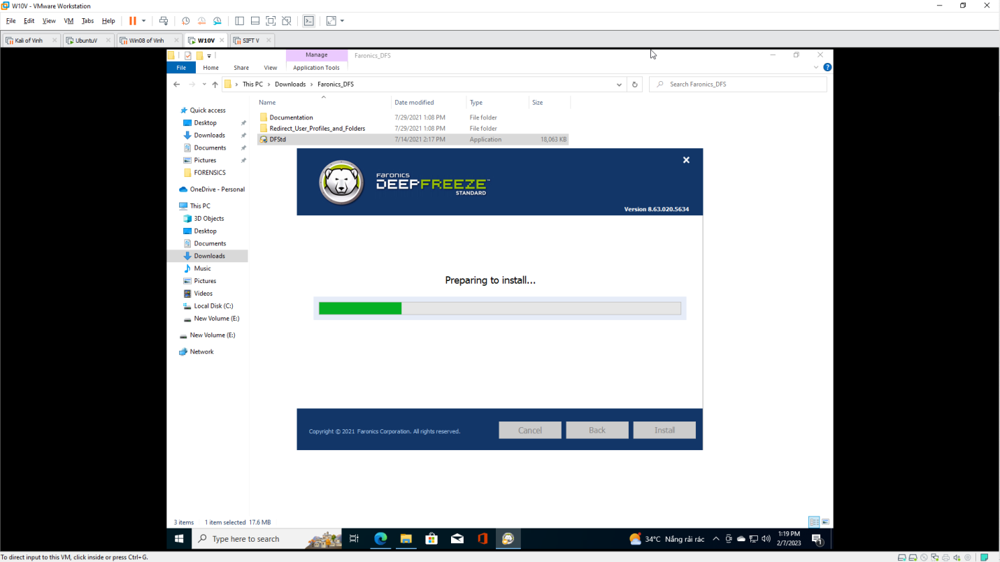 W10V - VMware Workstation
File Edit View VM Tabs Help
Kali of Vinh UbuntuV Win08 of Vinh W10V SIFT V
Manage Faronics_DFS
File Home Share View Application Tools
This PC Downloads Faronics_DFS Search Faronics_DFS
Name Date modified Type Size
Documentation 7/29/2021 1:08 PM File folder
Redirect_User_Profiles_and_Folders 7/29/2021 1:08 PM File folder
DFStd 7/14/2021 2:17 PM Application 18,063 KB
Quick access
Desktop
Downloads
Documents
Pictures
FORENSICS
OneDrive - Personal
This PC
3D Objects
Desktop
Documents
Downloads
Music
Pictures
Videos
Local Disk (C:)
New Volume (E:)
New Volume (E:)
Network
FARONICS
DEEPFREEZE™
STANDARD
Version 8.63.020.5634
Preparing to install...
Copyright © 2021 Faronics Corporation. All rights reserved.
Cancel Back Install
3 items 1 item selected 17.6 MB
Type here to search
34°C Nắng rải rác
1:19 PM
2/7/2023
1
To direct input to this VM, click inside or press Ctrl+G.